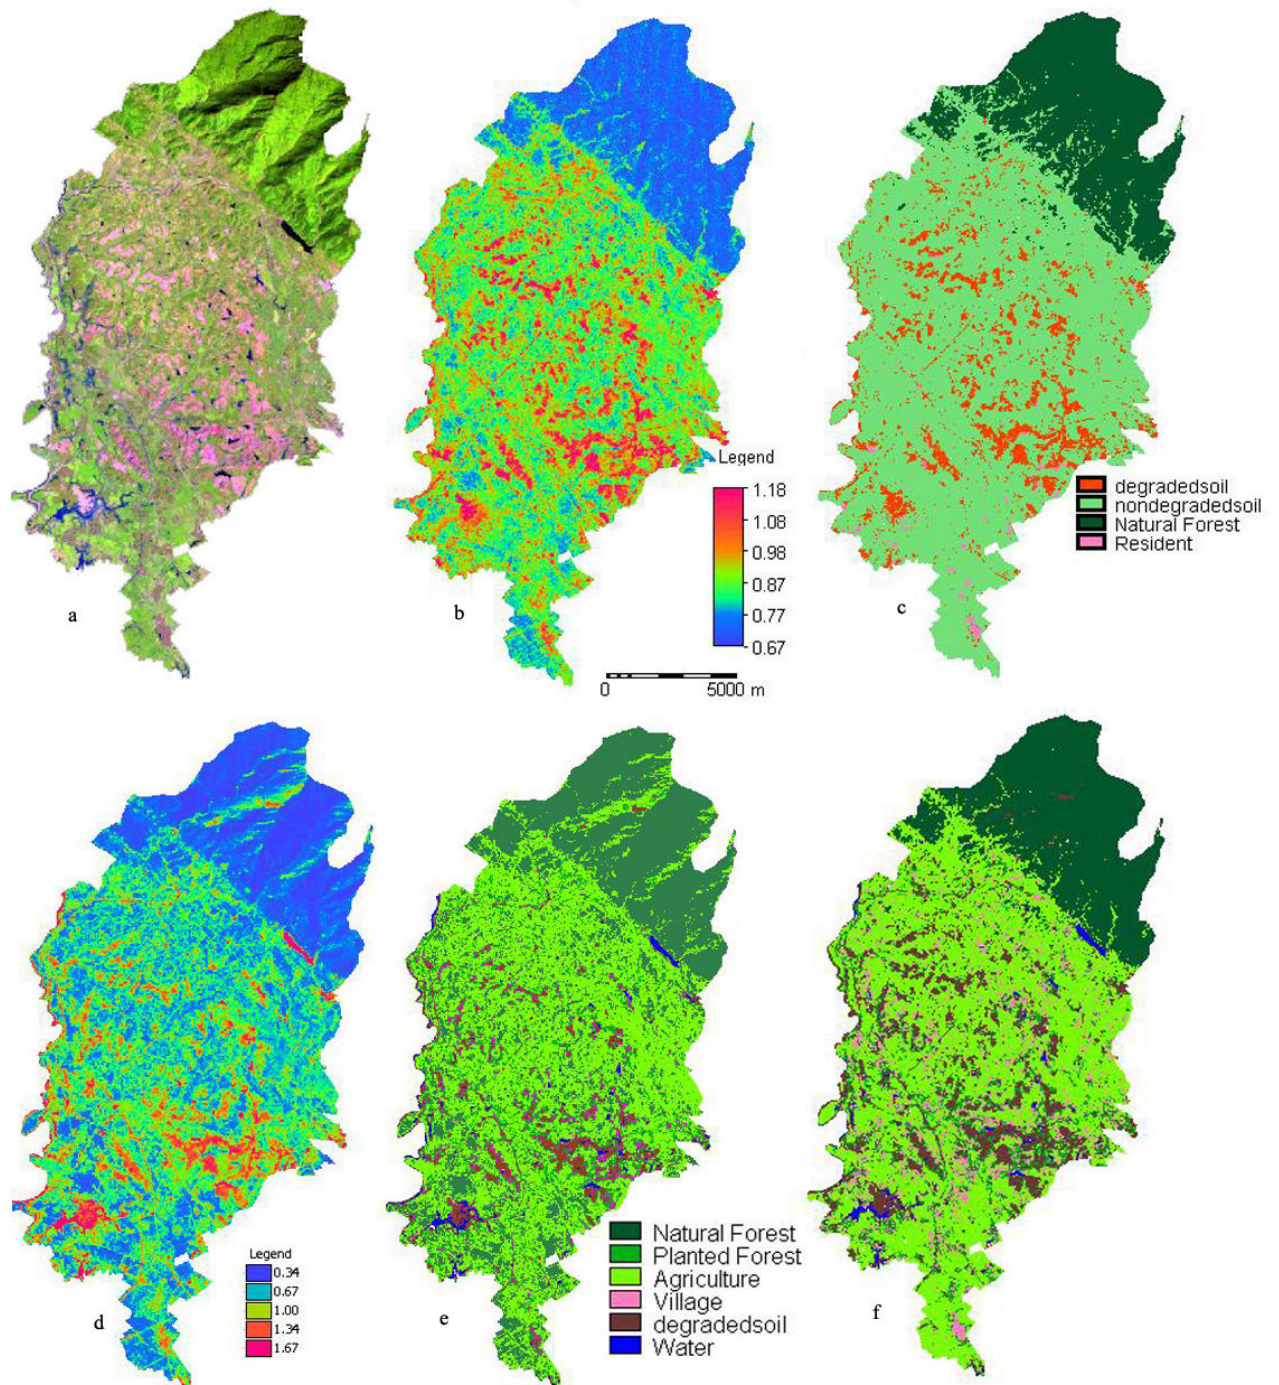 a
b
Legend
1.18
1.08
0.98
0.87
0.77
0.67
0 5000 m
c
degradedsoil
nondegradedsoil
Natural Forest
Resident
d
Legend
0.34
0.67
1.00
1.34
1.67
e
Natural Forest
Planted Forest
Agriculture
Village
degradedsoil
Water
f